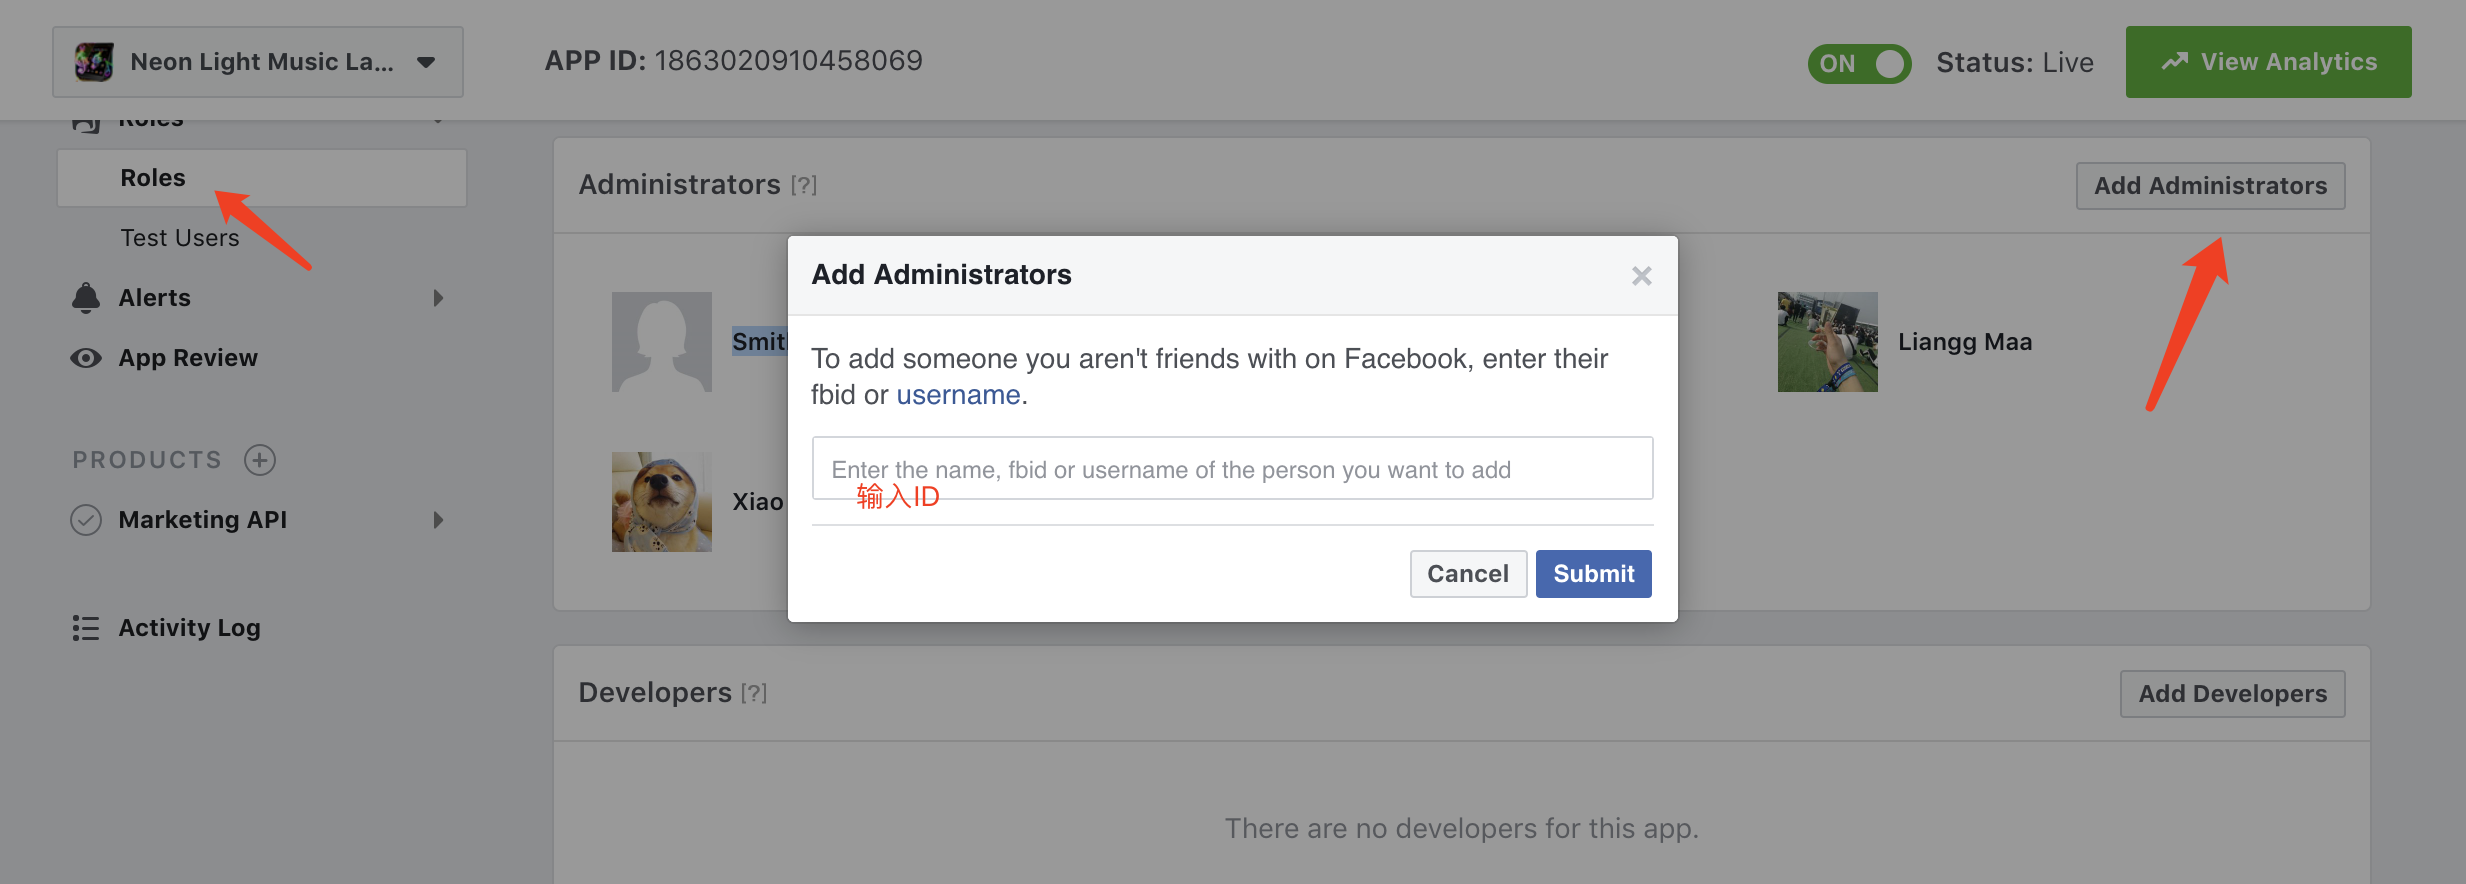 Neon Light Music La...
APP ID: 1863020910458069
ON
Status: Live
View Analytics
Roles
Roles
Test Users
Alerts
App Review
PRODUCTS
Marketing API
Activity Log
Administrators [?]
Add Administrators
Smith
Liangg Maa
Xiao
Add Administrators
To add someone you aren't friends with on Facebook, enter their
fbid or username.
Enter the name, fbid or username of the person you want to add
输入ID
Cancel
Submit
Developers [?]
Add Developers
There are no developers for this app.